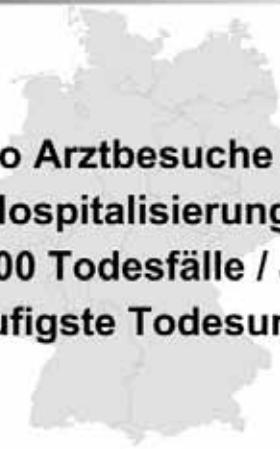 o Arztbesuche
Hospitalisierung
00 Todesfälle /
ufigste Todesur